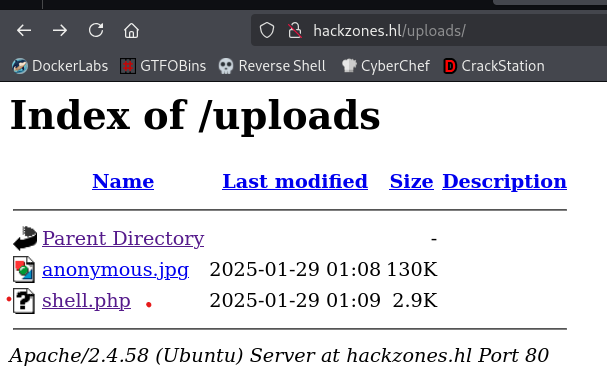 hackzones.hl/uploads/
DockerLabs GTFOBins Reverse Shell CyberChef CrackStation
Index of /uploads
Name Last modified Size Description
Parent Directory -
anonymous.jpg 2025-01-29 01:08 130K
shell.php 2025-01-29 01:09 2.9K
Apache/2.4.58 (Ubuntu) Server at hackzones.hl Port 80